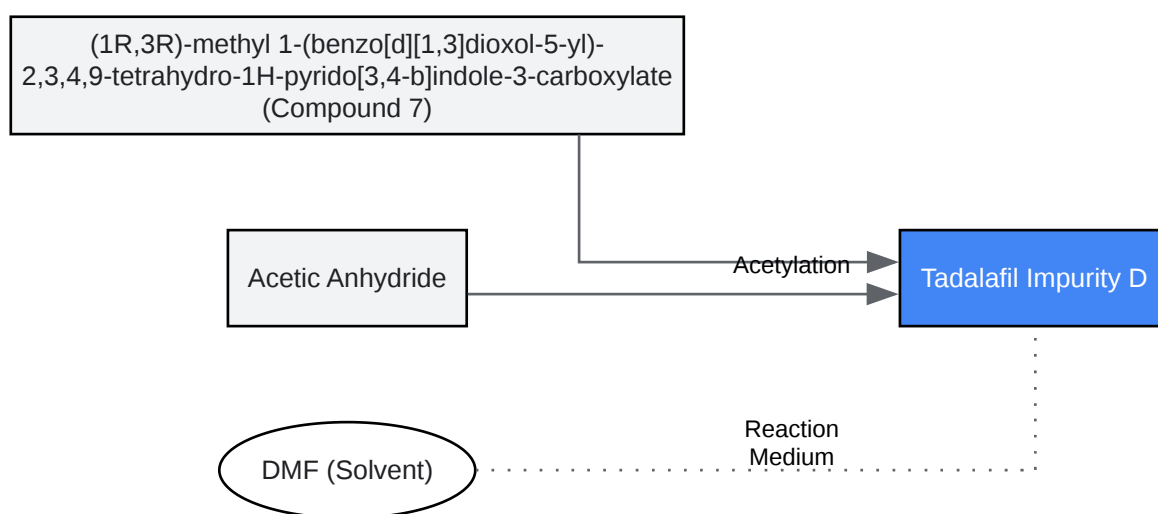 (1R,3R)-methyl 1-(benzo[d][1,3]dioxol-5-yl)-
2,3,4,9-tetrahydro-1H-pyrido[3,4-b]indole-3-carboxylate
(Compound 7)
Acetic Anhydride
Acetylation
Tadalafil Impurity D
DMF (Solvent)
Reaction
Medium